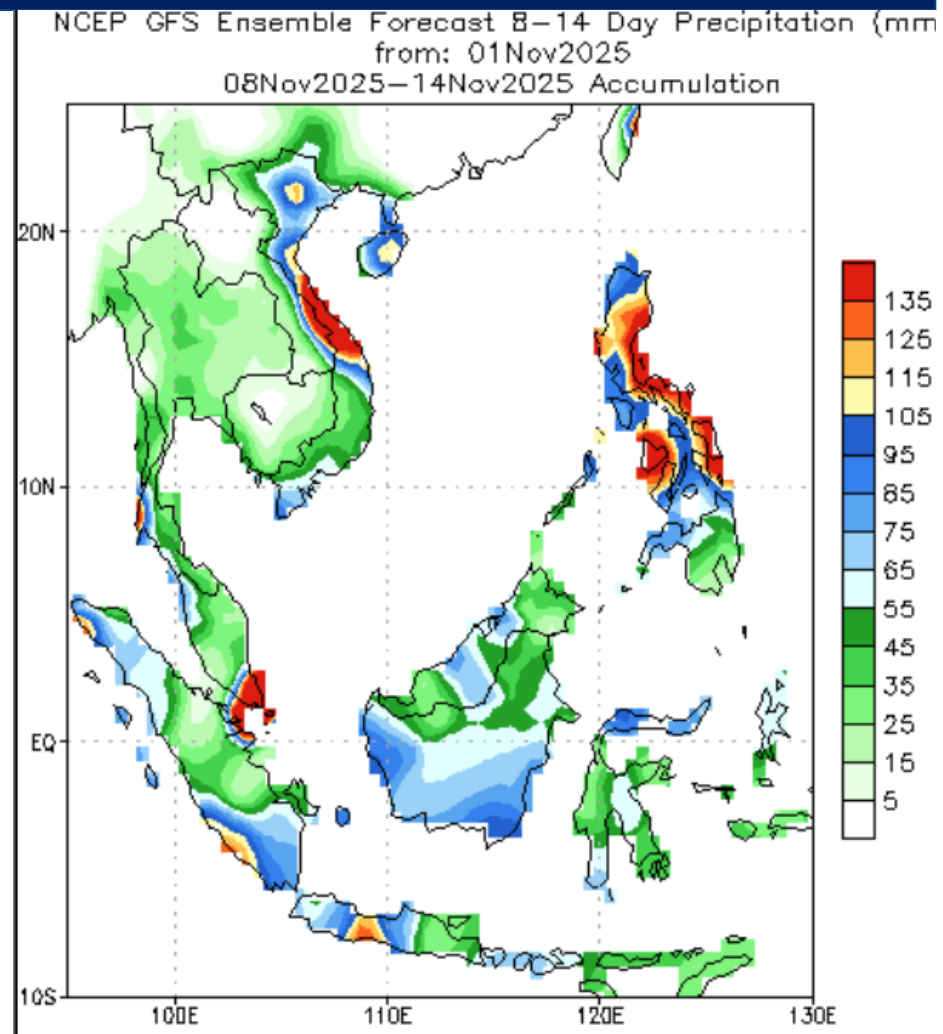 NCEP GFS Ensemble Forecast 8-14 Day Precipitation (mm
from: 01Nov2025
08Nov2025-14Nov2025 Accumulation
20N
10N
EQ
10S
100E
110E
120E
130E
135
125
115
105
95
85
75
65
55
45
35
25
15
5